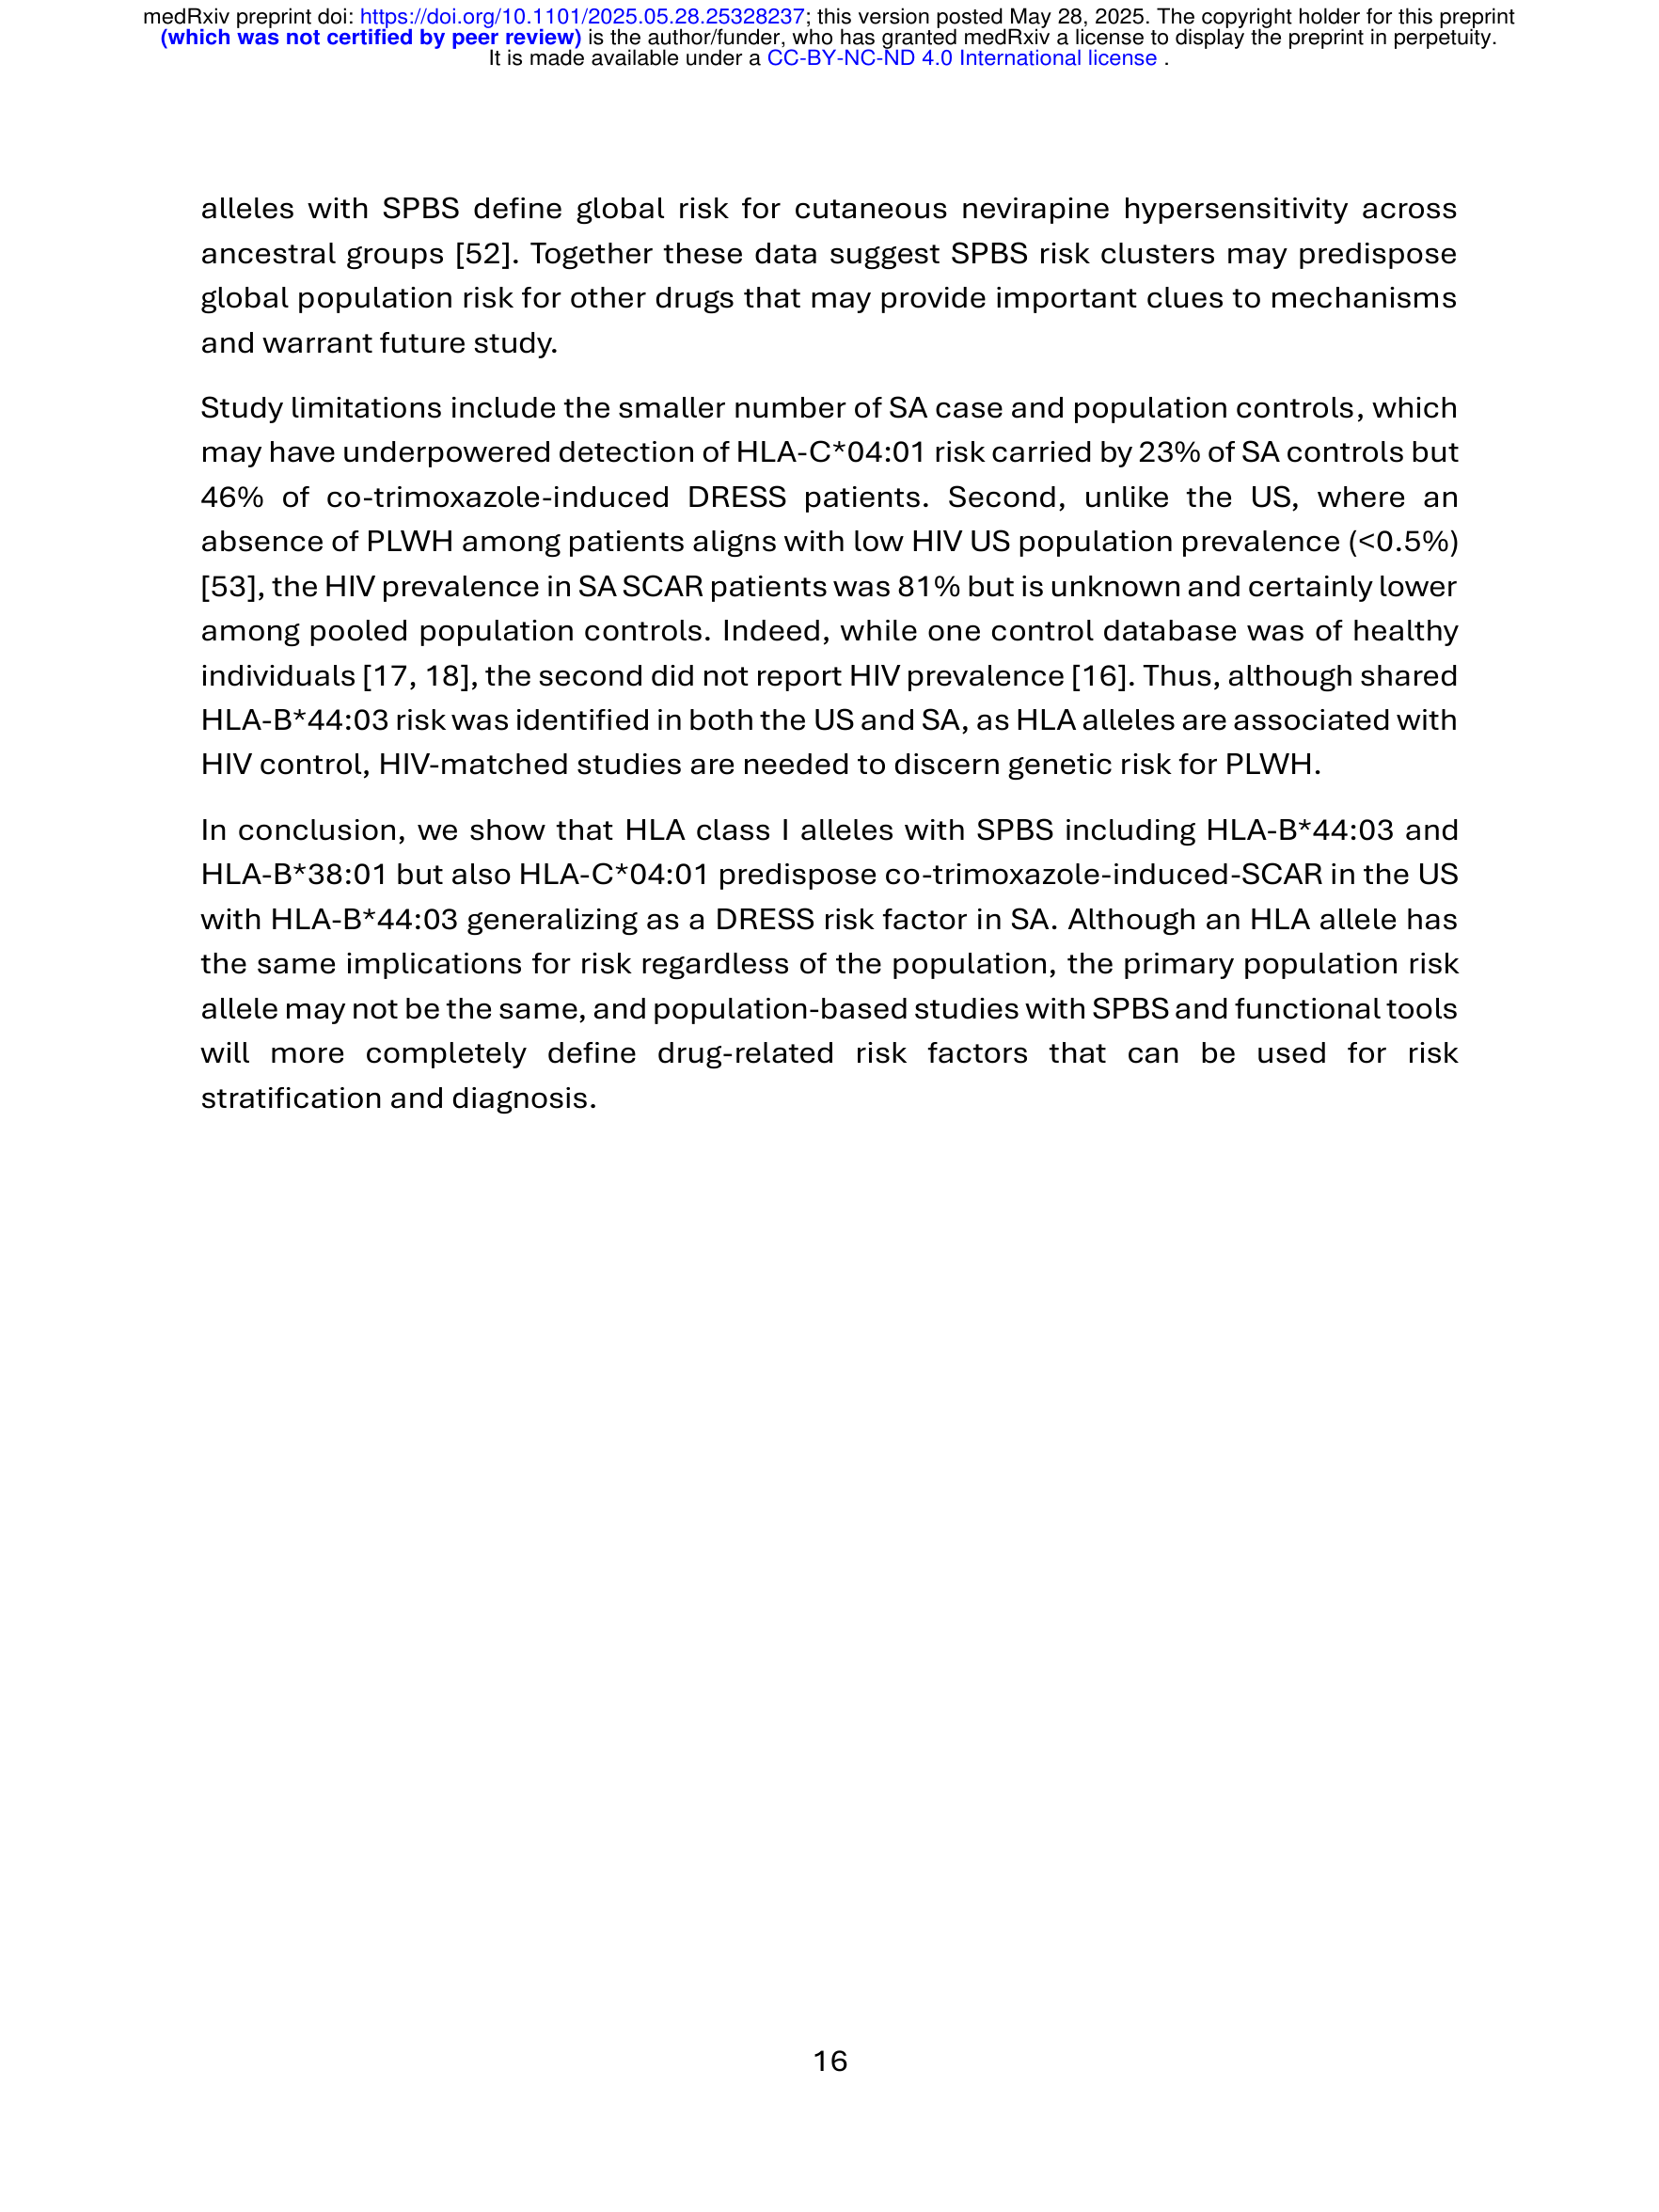 medRxiv preprint doi: https://doi.org/10.1101/2025.05.28.25328237; this version posted May 28, 2025. The copyright holder for this preprint
(which was not certified by peer review) is the author/funder, who has granted medRxiv a license to display the preprint in perpetuity.
It is made available under a CC-BY-NC-ND 4.0 International license .
alleles with SPBS define global risk for cutaneous nevirapine hypersensitivity across
ancestral groups [52]. Together these data suggest SPBS risk clusters may predispose
global population risk for other drugs that may provide important clues to mechanisms
and warrant future study.
Study limitations include the smaller number of SA case and population controls, which
may have underpowered detection of HLA-C*04:01 risk carried by 23% of SA controls but
46% of co-trimoxazole-induced DRESS patients. Second, unlike the US, where an
absence of PLWH among patients aligns with low HIV US population prevalence (<0.5%)
[53], the HIV prevalence in SA SCAR patients was 81% but is unknown and certainly lower
among pooled population controls. Indeed, while one control database was of healthy
individuals [17, 18], the second did not report HIV prevalence [16]. Thus, although shared
HLA-B*44:03 risk was identified in both the US and SA, as HLA alleles are associated with
HIV control, HIV-matched studies are needed to discern genetic risk for PLWH.
In conclusion, we show that HLA class I alleles with SPBS including HLA-B*44:03 and
HLA-B*38:01 but also HLA-C*04:01 predispose co-trimoxazole-induced-SCAR in the US
with HLA-B*44:03 generalizing as a DRESS risk factor in SA. Although an HLA allele has
the same implications for risk regardless of the population, the primary population risk
allele may not be the same, and population-based studies with SPBS and functional tools
will more completely define drug-related risk factors that can be used for risk
stratification and diagnosis.
16